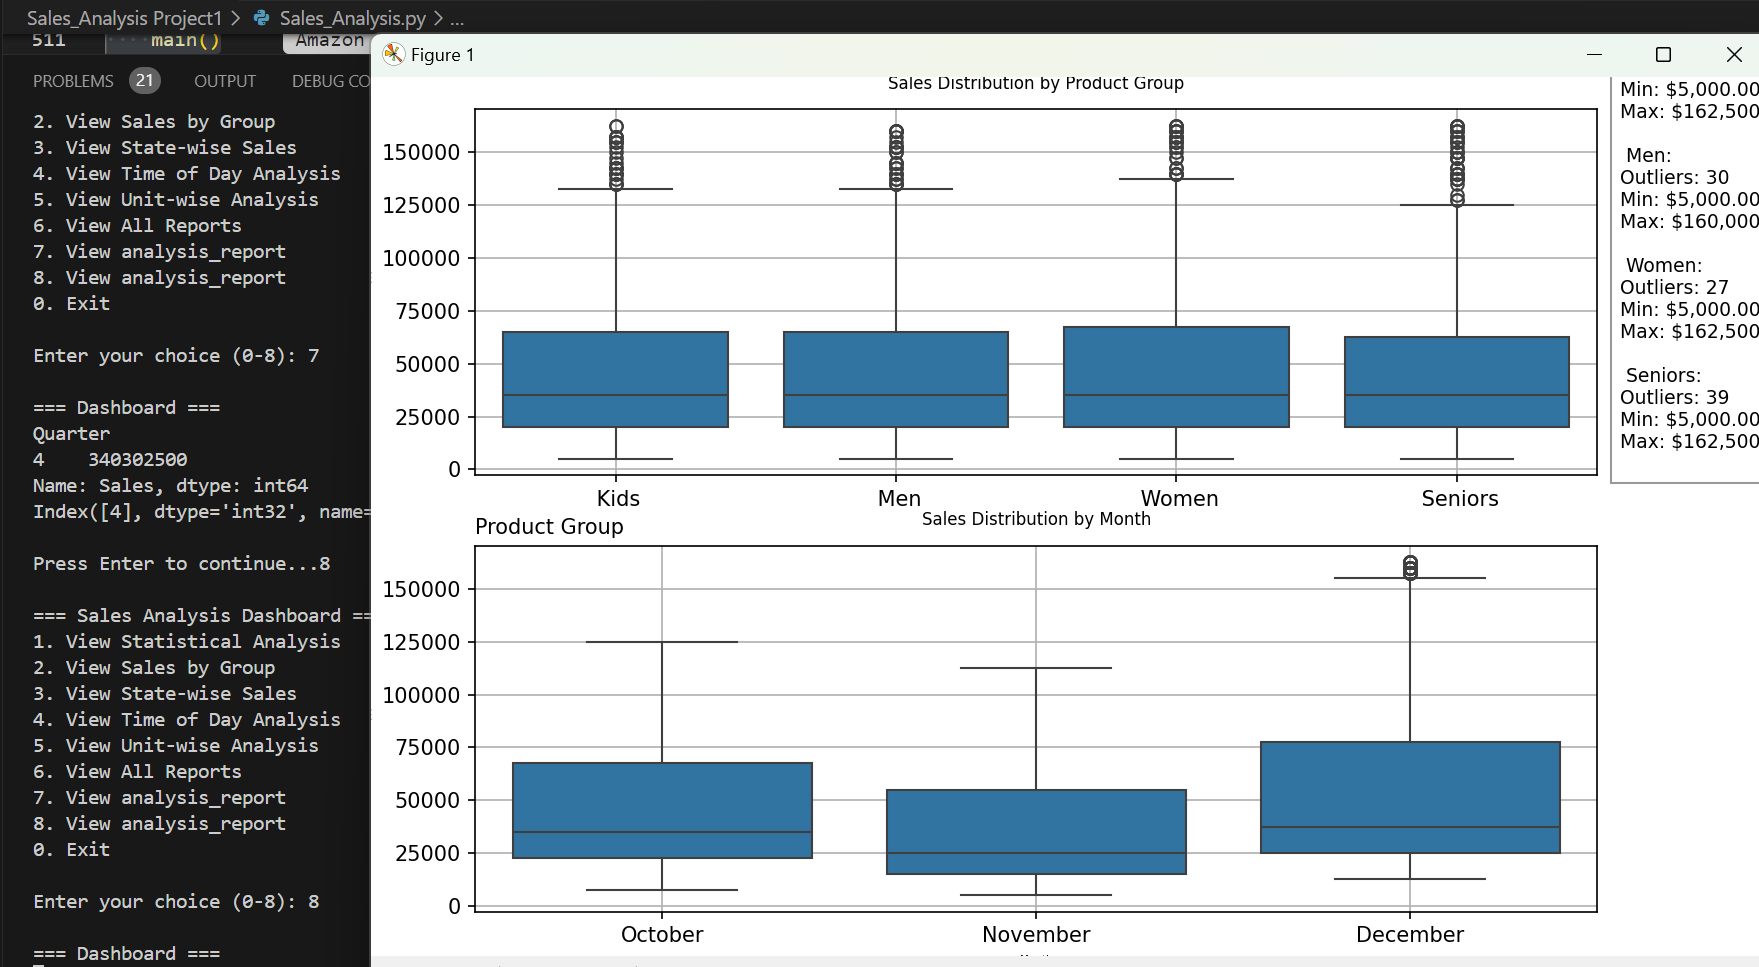 Sales_Analysis Project1 > Sales_Analysis.py > ...
511 main()
Amazon
PROBLEMS 21 OUTPUT DEBUG CO
2. View Sales by Group
3. View State-wise Sales
4. View Time of Day Analysis
5. View Unit-wise Analysis
6. View All Reports
7. View analysis_report
8. View analysis_report
0. Exit
Enter your choice (0-8): 7
=== Dashboard ===
Quarter
4 340302500
Name: Sales, dtype: int64
Index([4], dtype='int32', name=
Press Enter to continue...8
=== Sales Analysis Dashboard ==
1. View Statistical Analysis
2. View Sales by Group
3. View State-wise Sales
4. View Time of Day Analysis
5. View Unit-wise Analysis
6. View All Reports
7. View analysis_report
8. View analysis_report
0. Exit
Enter your choice (0-8): 8
=== Dashboard ===
Figure 1
Sales Distribution by Product Group
150000
125000
100000
75000
50000
25000
0
Kids Men Women Seniors
Product Group
Sales Distribution by Month
150000
125000
100000
75000
50000
25000
0
October November December
Min: $5,000.00
Max: $162,500
Men:
Outliers: 30
Min: $5,000.00
Max: $160,000
Women:
Outliers: 27
Min: $5,000.00
Max: $162,500
Seniors:
Outliers: 39
Min: $5,000.00
Max: $162,500